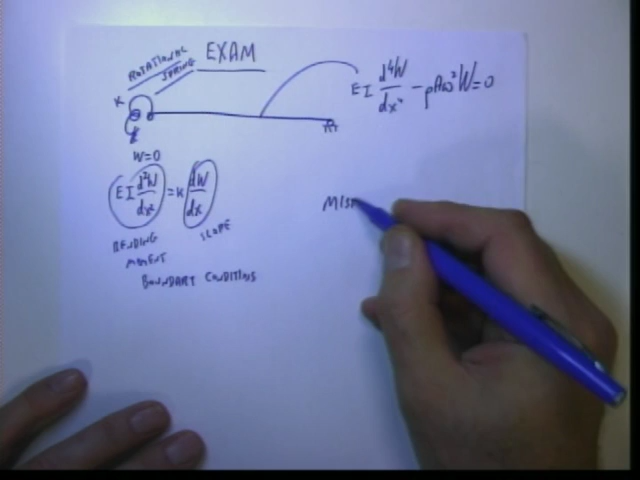 EXAM
ROTATIONAL
SPRING
K
EI d⁴W/dx⁴ - ρAω²W=0
W=0
EI d²W/dx² = K dW/dx
BENDING
MOMENT
SLOPE
BOUNDARY CONDITIONS
MIS